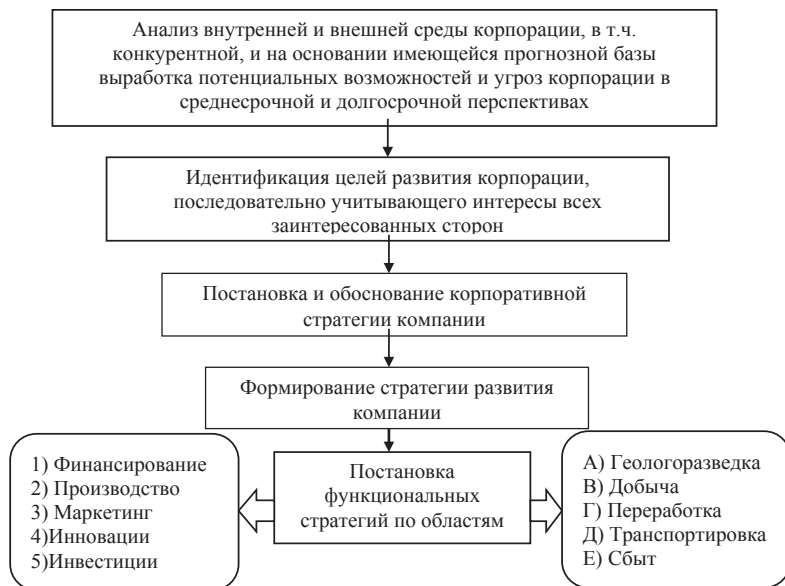 Анализ внутренней и внешней среды корпорации, в т.ч.
конкурентной, и на основании имеющейся прогнозной базы
выработка потенциальных возможностей и угроз корпорации в
среднесрочной и долгосрочной перспективах
Идентификация целей развития корпорации,
последовательно учитывающего интересы всех
заинтересованных сторон
Постановка и обоснование корпоративной
стратегии компании
Формирование стратегии развития
компании
1) Финансирование
2) Производство
3) Маркетинг
4)Инновации
5)Инвестиции
Постановка
функциональных
стратегий по областям
А) Геологоразведка
В) Добыча
Г) Переработка
Д) Транспортировка
Е) Сбыт